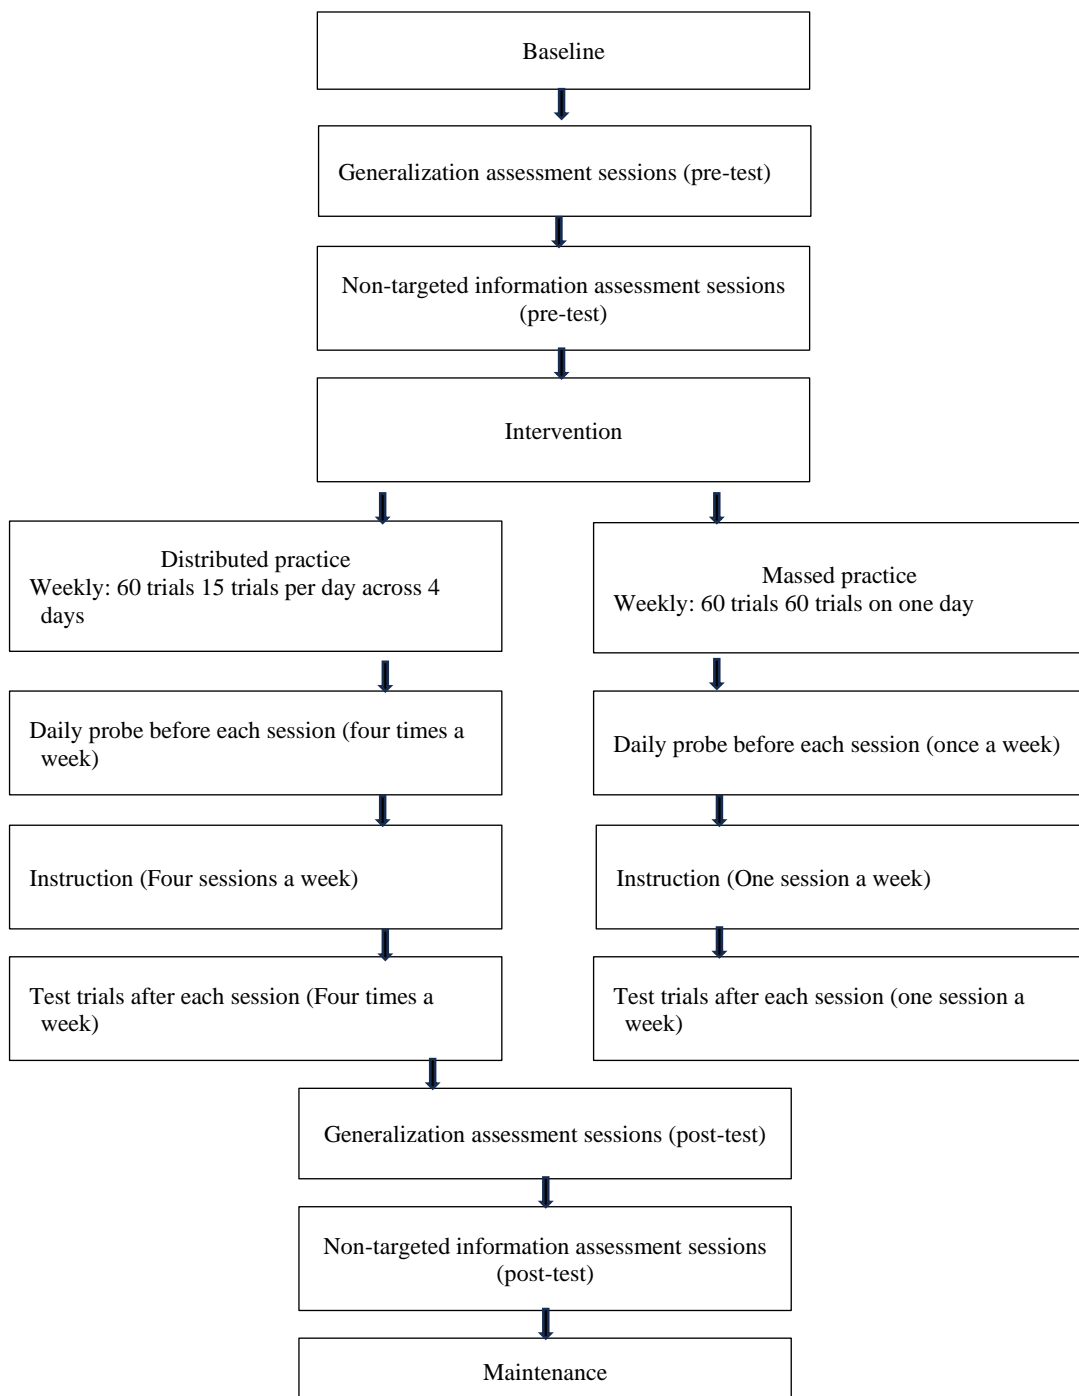 Baseline
Generalization assessment sessions (pre-test)
Non-targeted information assessment sessions
(pre-test)
Intervention
Distributed practice
Weekly: 60 trials 15 trials per day across 4
days
Massed practice
Weekly: 60 trials 60 trials on one day
Daily probe before each session (four times a
week)
Daily probe before each session (once a week)
Instruction (Four sessions a week)
Instruction (One session a week)
Test trials after each session (Four times a
week)
Test trials after each session (one session a
week)
Generalization assessment sessions (post-test)
Non-targeted information assessment sessions
(post-test)
Maintenance